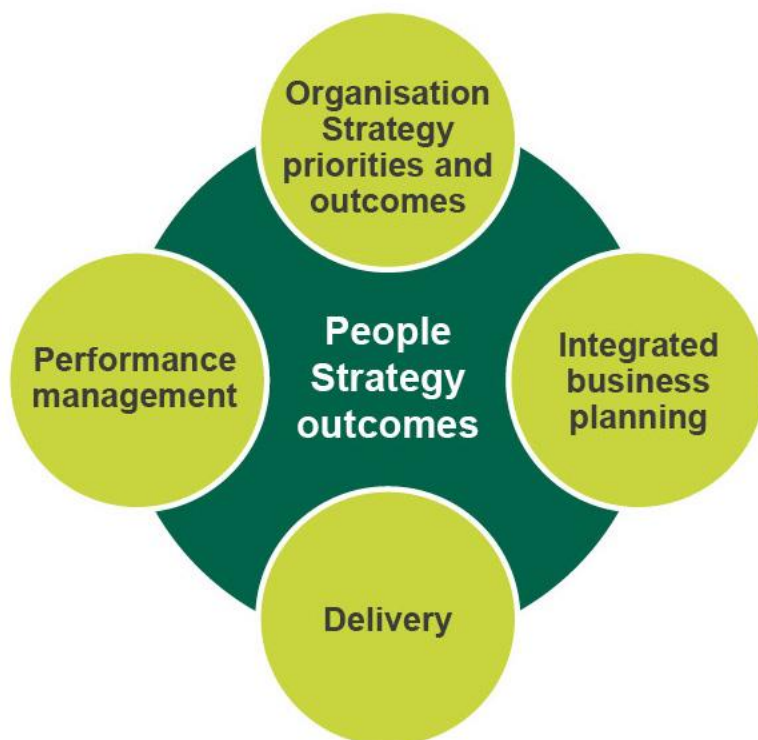 Organisation
Strategy
priorities and
outcomes
Performance
management
People
Strategy
outcomes
Integrated
business
planning
Delivery